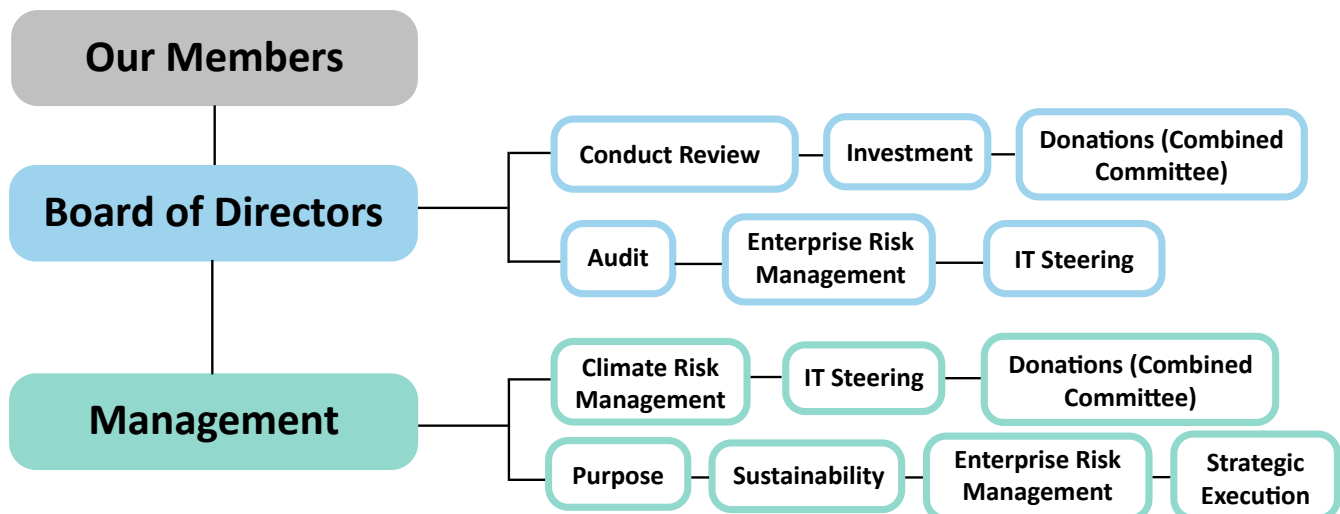 Our Members
Board of Directors
Conduct Review
Investment
Donations (Combined
Committee)
Audit
Enterprise Risk
Management
IT Steering
Management
Climate Risk
Management
IT Steering
Donations (Combined
Committee)
Purpose
Sustainability
Enterprise Risk
Management
Strategic
Execution